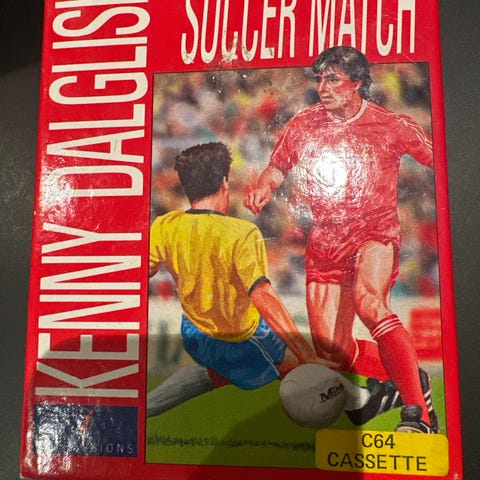 KENNY DALGLISH
SOCCER MATCH
Mitre
C64
CASSETTE